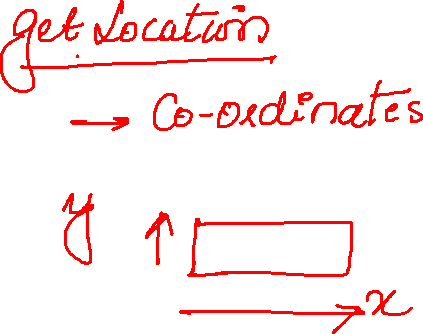 get Location
→ Co-ordinates
y
x